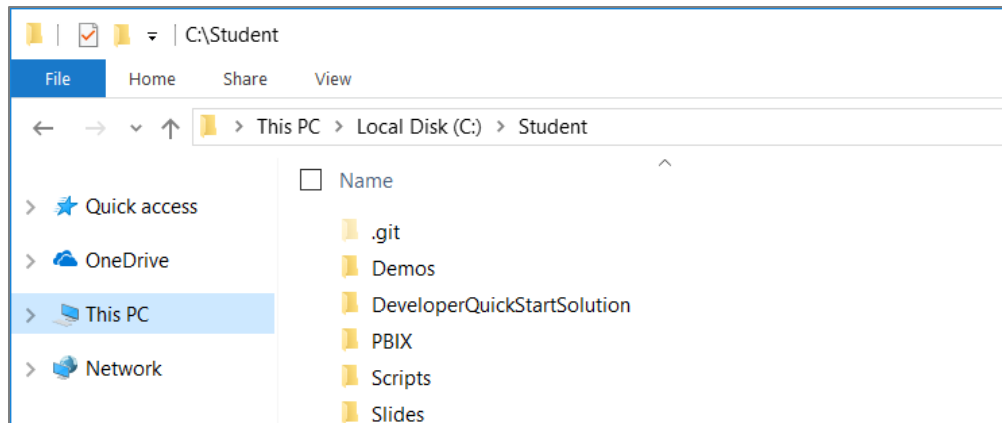 C:\Student
File Home Share View
This PC > Local Disk (C:) > Student
Name
Quick access
OneDrive
This PC
Network
.git
Demos
DeveloperQuickStartSolution
PBIX
Scripts
Slides